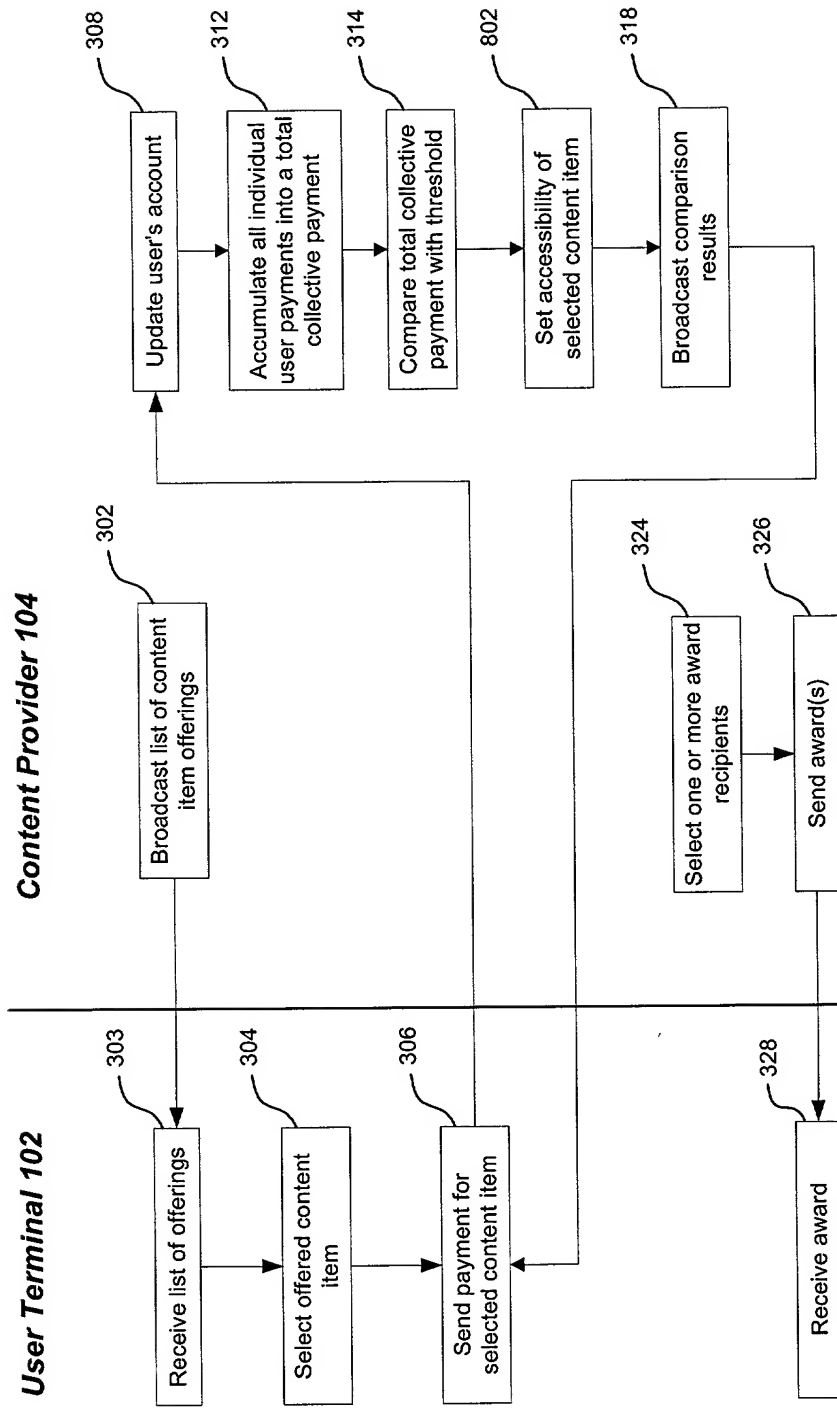 User Terminal 102
Content Provider 104
302
Broadcast list of content
item offerings
303
Receive list of offerings
304
Select offered content
item
306
Send payment for
selected content item
308
Update user's account
312
Accumulate all individual
user payments into a total
collective payment
314
Compare total collective
payment with threshold
802
Set accessibility of
selected content item
318
Broadcast comparison
results
324
Select one or more award
recipients
326
Send award(s)
328
Receive award